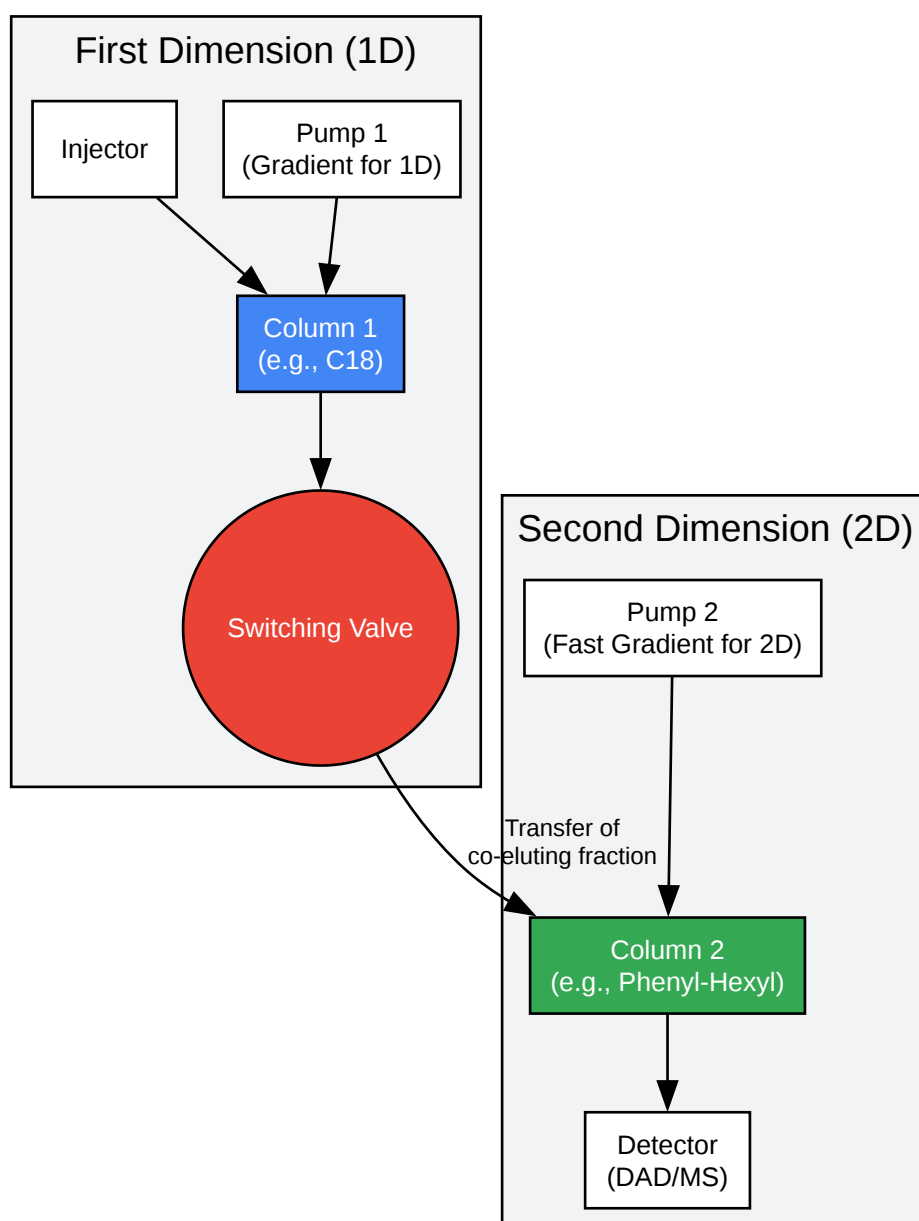 First Dimension (1D)
Injector
Pump 1
(Gradient for 1D)
Column 1
(e.g., C18)
Switching Valve
Second Dimension (2D)
Pump 2
(Fast Gradient for 2D)
Transfer of
co-eluting fraction
Column 2
(e.g., Phenyl-Hexyl)
Detector
(DAD/MS)